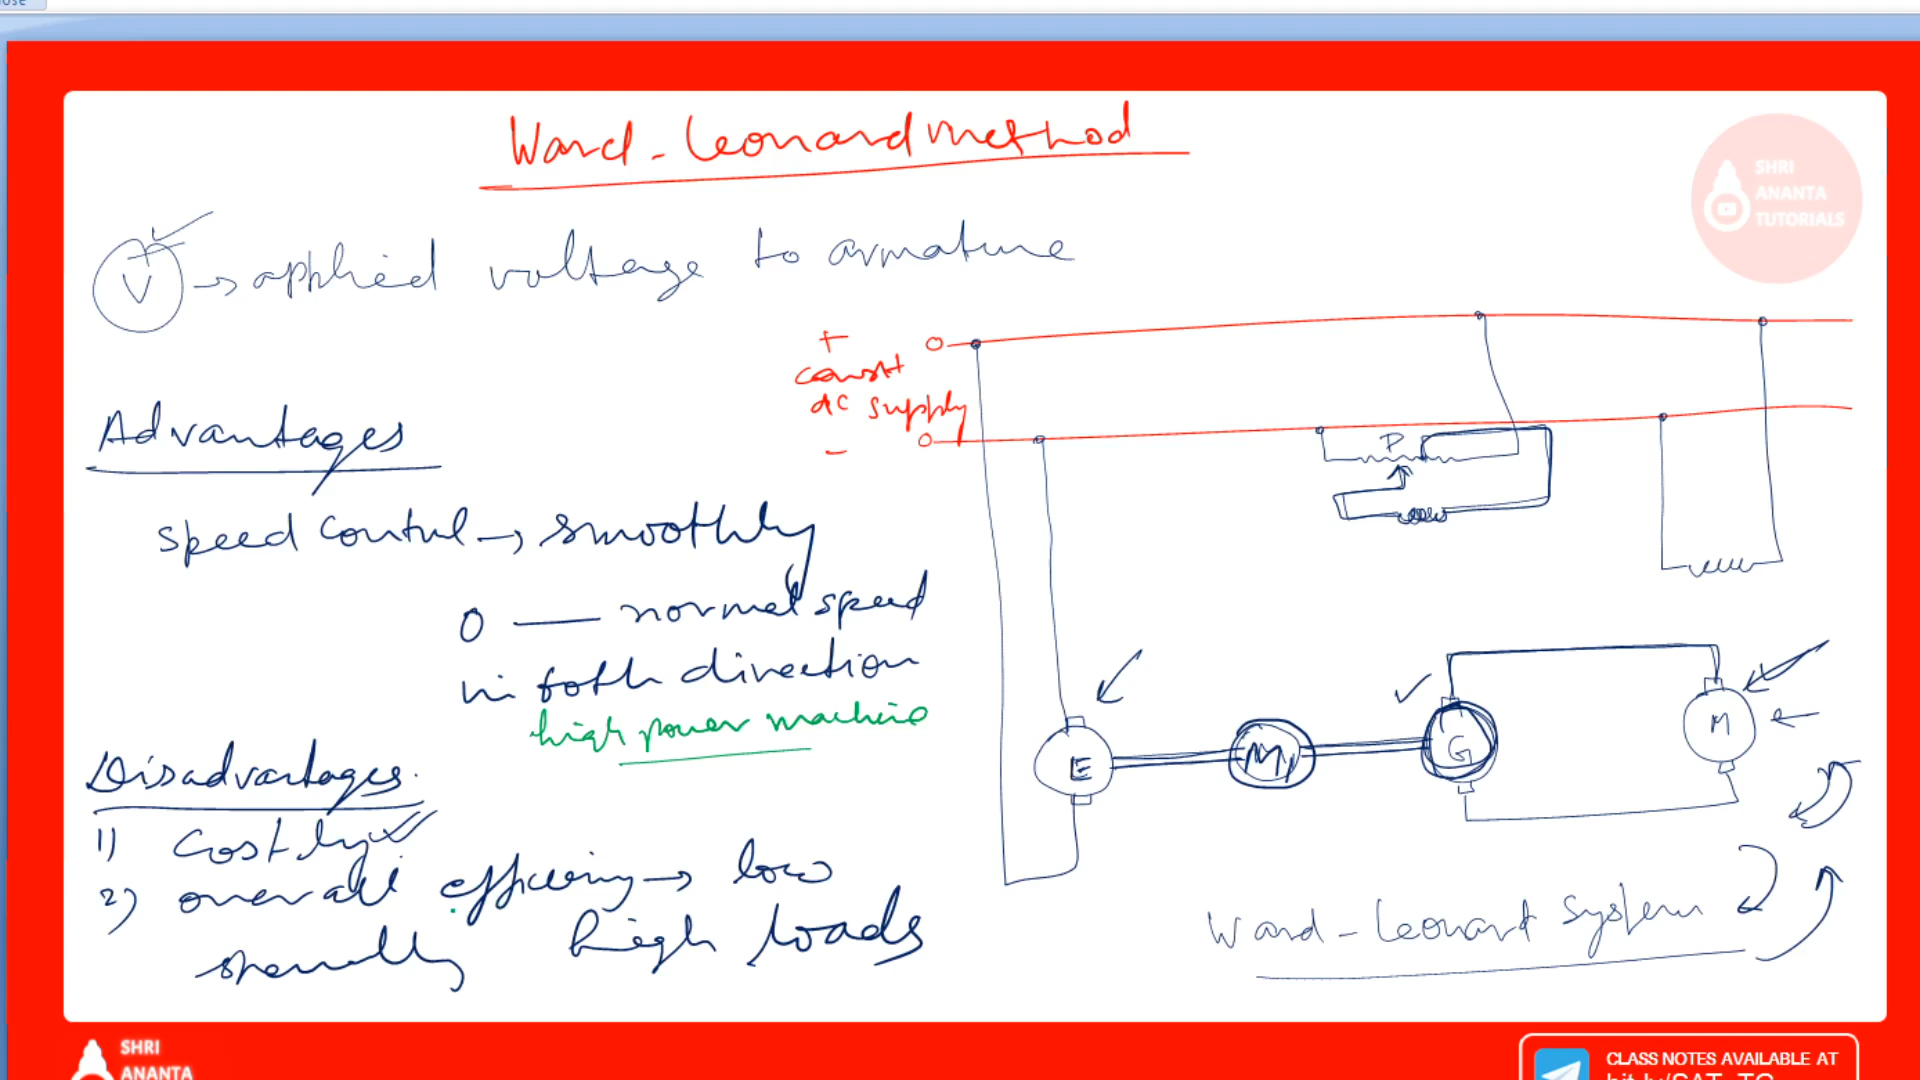 Ward-Leonard method
SHRI
ANANTA
TUTORIALS
V → applied voltage to armature
+
const
dc supply
-
Advantages
Speed Control → smoothly
0 — normal speed
in both direction
high power machine
Disadvantages.
1) Costly
2) overall efficiency → low
specially high loads
P
E
M1
G
M
Ward-Leonard System
SHRI
ANANTA
CLASS NOTES AVAILABLE AT